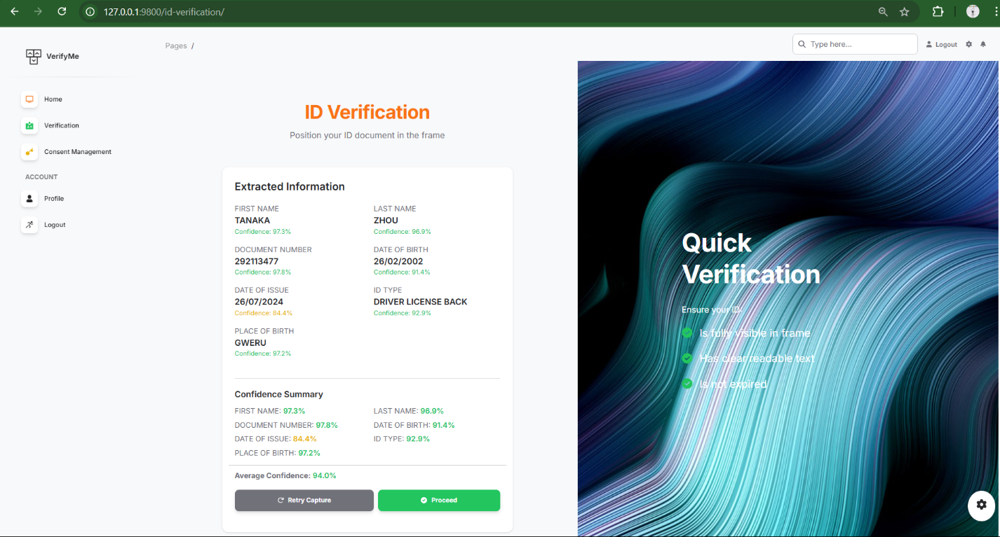 127.0.0.1:9800/id-verification/
VerifyMe
Pages /
Type here...
Logout
Home
Verification
Consent Management
ACCOUNT
Profile
Logout
ID Verification
Position your ID document in the frame
Extracted Information
FIRST NAME
TANAKA
Confidence: 97.3%
LAST NAME
ZHOU
Confidence: 96.9%
DOCUMENT NUMBER
292113477
Confidence: 97.8%
DATE OF BIRTH
26/02/2002
Confidence: 91.4%
DATE OF ISSUE
26/07/2024
Confidence: 84.4%
ID TYPE
DRIVER LICENSE BACK
Confidence: 92.9%
PLACE OF BIRTH
GWERU
Confidence: 97.2%
Confidence Summary
FIRST NAME: 97.3%
LAST NAME: 96.9%
DOCUMENT NUMBER: 97.8%
DATE OF BIRTH: 91.4%
DATE OF ISSUE: 84.4%
ID TYPE: 92.9%
PLACE OF BIRTH: 97.2%
Average Confidence: 94.0%
Retry Capture
Proceed
Quick
Verification
Ensure your ID:
Is fully visible in frame
Has clear readable text
Is not expired